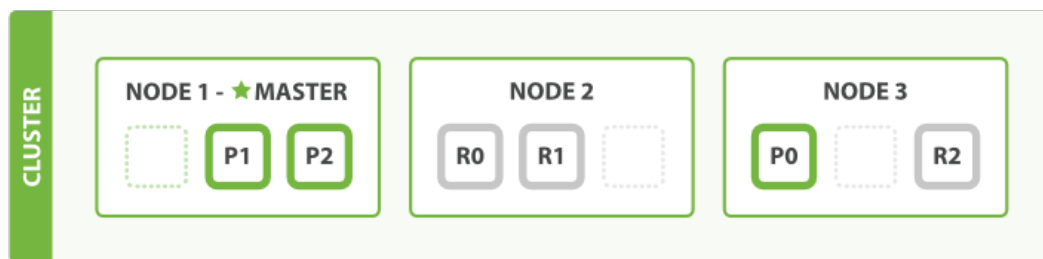 CLUSTER
NODE 1 - ★ MASTER
P1 P2
NODE 2
R0 R1
NODE 3
P0 R2